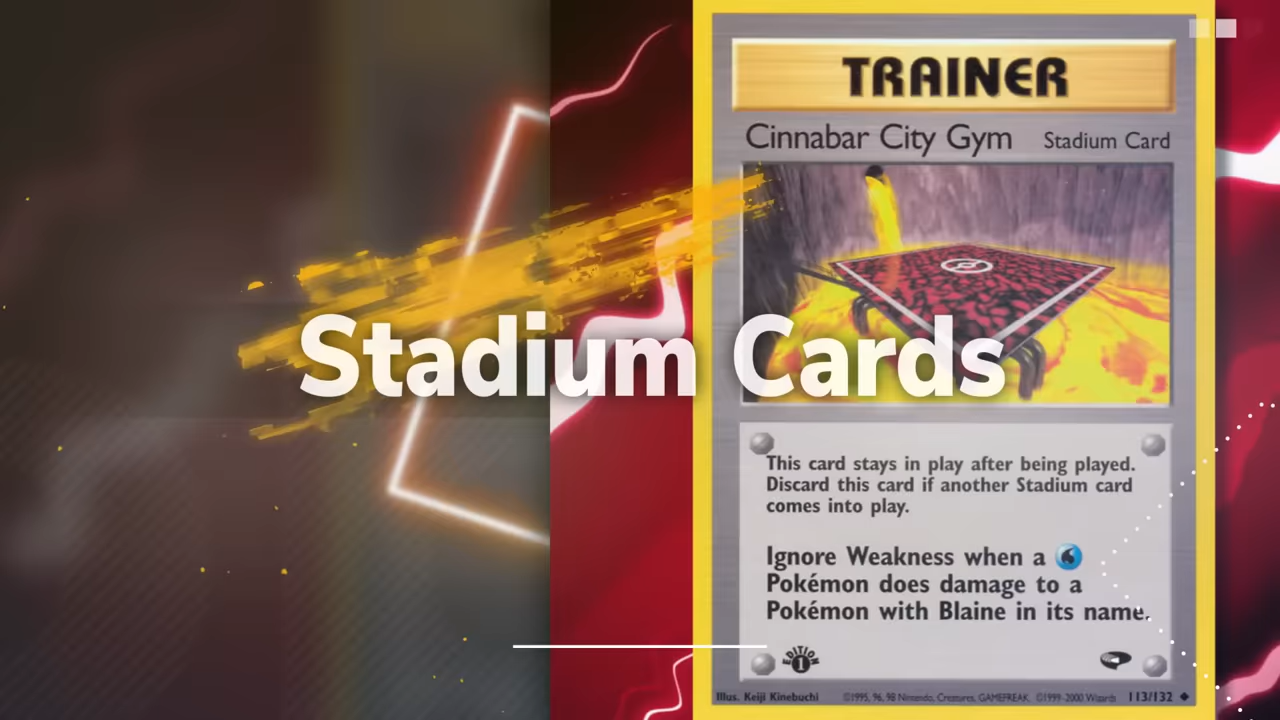 TRAINER
Cinnabar City Gym Stadium Card
Stadium Cards
This card stays in play after being played.
Discard this card if another Stadium card
comes into play.
Ignore Weakness when a
Pokémon does damage to a
Pokémon with Blaine in its name.
EDITION
1
Illus. Keiji Kinebuchi ©1995, 96, 98 Nintendo, Creatures, GAMEFREAK. ©1999-2000 Wizards 113/132